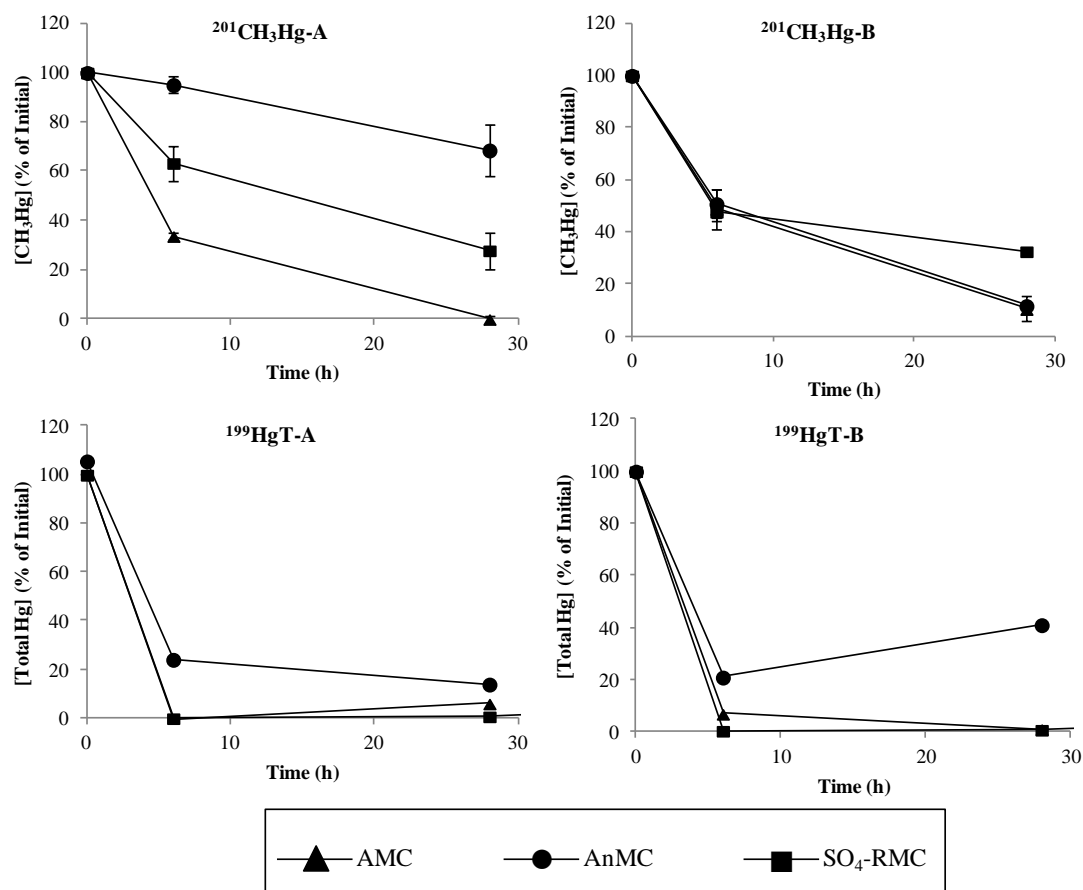 ²⁰¹CH₃Hg-A
[CH₃Hg] (% of Initial)
120
100
80
60
40
20
0
0 10 20 30
Time (h)
²⁰¹CH₃Hg-B
[CH₃Hg] (% of Initial)
120
100
80
60
40
20
0
0 10 20 30
Time (h)
¹⁹⁹HgT-A
[Total Hg] (% of Initial)
120
100
80
60
40
20
0
0 10 20 30
Time (h)
¹⁹⁹HgT-B
[Total Hg] (% of Initial)
120
100
80
60
40
20
0
0 10 20 30
Time (h)
AMC AnMC SO₄-RMC